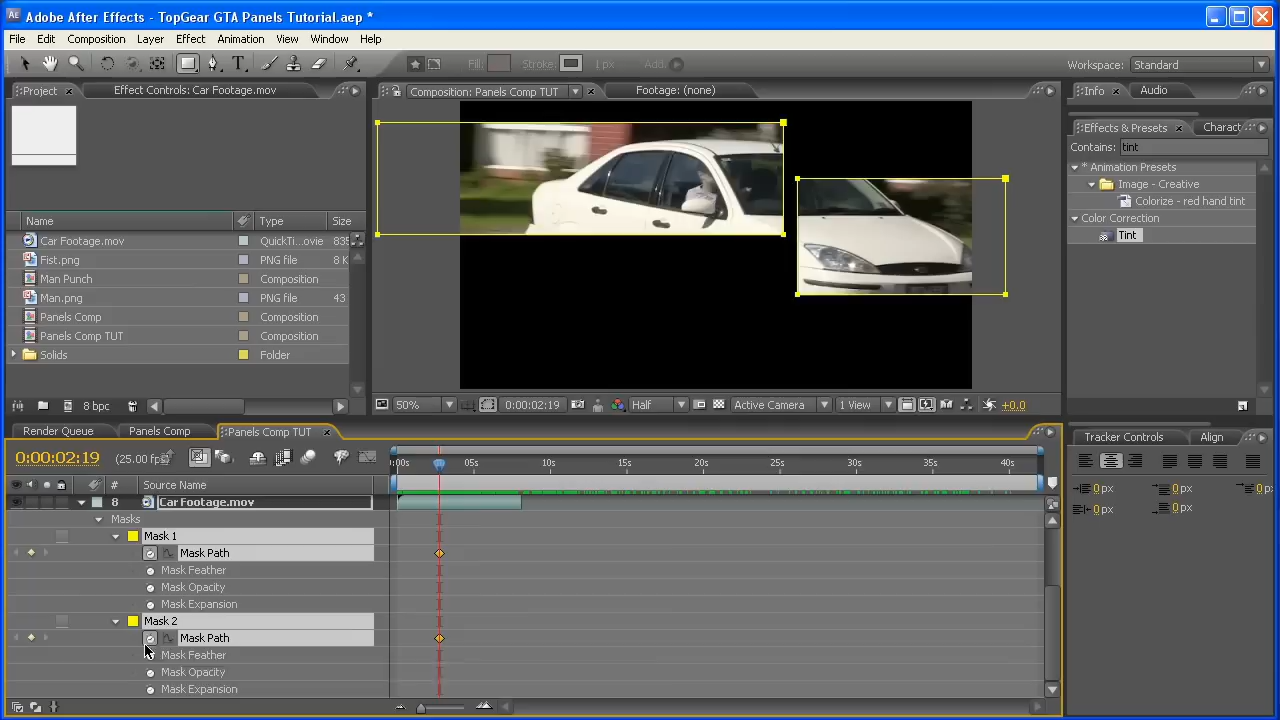 Adobe After Effects - TopGear GTA Panels Tutorial.aep *
File Edit Composition Layer Effect Animation View Window Help
Fill: Stroke: 1 px Add:
Workspace: Standard
Project Effect Controls: Car Footage.mov
Composition: Panels Comp TUT Footage: (none)
Info Audio
Effects & Presets Charact
Contains: tint
* Animation Presets
Image - Creative
Colorize - red hand tint
Color Correction
Tint
Name Type Size
Car Footage.mov QuickTi...ovie 835
Fist.png PNG file 8 K
Man Punch Composition
Man.png PNG file 43
Panels Comp Composition
Panels Comp TUT Composition
Solids Folder
8 bpc
50% 0:00:02:19 Half Active Camera 1 View +0.0
Render Queue Panels Comp Panels Comp TUT
0:00:02:19 (25.00 fps)
:00s 05s 10s 15s 20s 25s 30s 35s 40s
# Source Name
8 Car Footage.mov
Masks
Mask 1
Mask Path
Mask Feather
Mask Opacity
Mask Expansion
Mask 2
Mask Path
Mask Feather
Mask Opacity
Mask Expansion
Tracker Controls Align
0 px 0 px 0 px
0 px 0 px